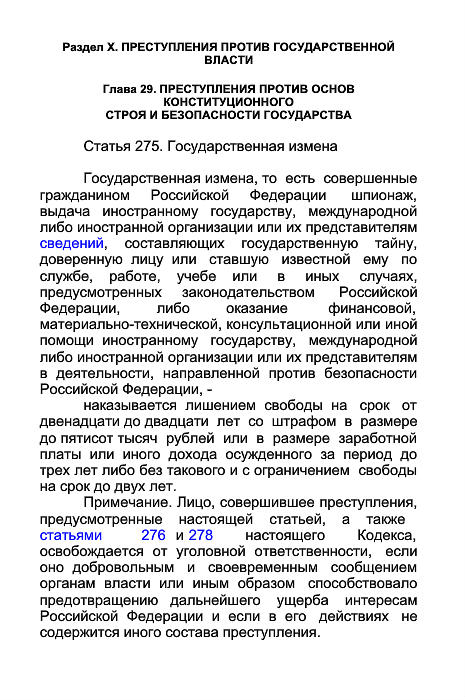 Раздел X. ПРЕСТУПЛЕНИЯ ПРОТИВ ГОСУДАРСТВЕННОЙ
ВЛАСТИ
Глава 29. ПРЕСТУПЛЕНИЯ ПРОТИВ ОСНОВ
КОНСТИТУЦИОННОГО
СТРОЯ И БЕЗОПАСНОСТИ ГОСУДАРСТВА
Статья 275. Государственная измена
Государственная измена, то есть совершенные
гражданином Российской Федерации шпионаж,
выдача иностранному государству, международной
либо иностранной организации или их представителям
сведений, составляющих государственную тайну,
доверенную лицу или ставшую известной ему по
службе, работе, учебе или в иных случаях,
предусмотренных законодательством Российской
Федерации, либо оказание финансовой,
материально-технической, консультационной или иной
помощи иностранному государству, международной
либо иностранной организации или их представителям
в деятельности, направленной против безопасности
Российской Федерации, -
наказывается лишением свободы на срок от
двенадцати до двадцати лет со штрафом в размере
до пятисот тысяч рублей или в размере заработной
платы или иного дохода осужденного за период до
трех лет либо без такового и с ограничением свободы
на срок до двух лет.
Примечание. Лицо, совершившее преступления,
предусмотренные настоящей статьей, а также
статьями 276 и 278 настоящего Кодекса,
освобождается от уголовной ответственности, если
оно добровольным и своевременным сообщением
органам власти или иным образом способствовало
предотвращению дальнейшего ущерба интересам
Российской Федерации и если в его действиях не
содержится иного состава преступления.